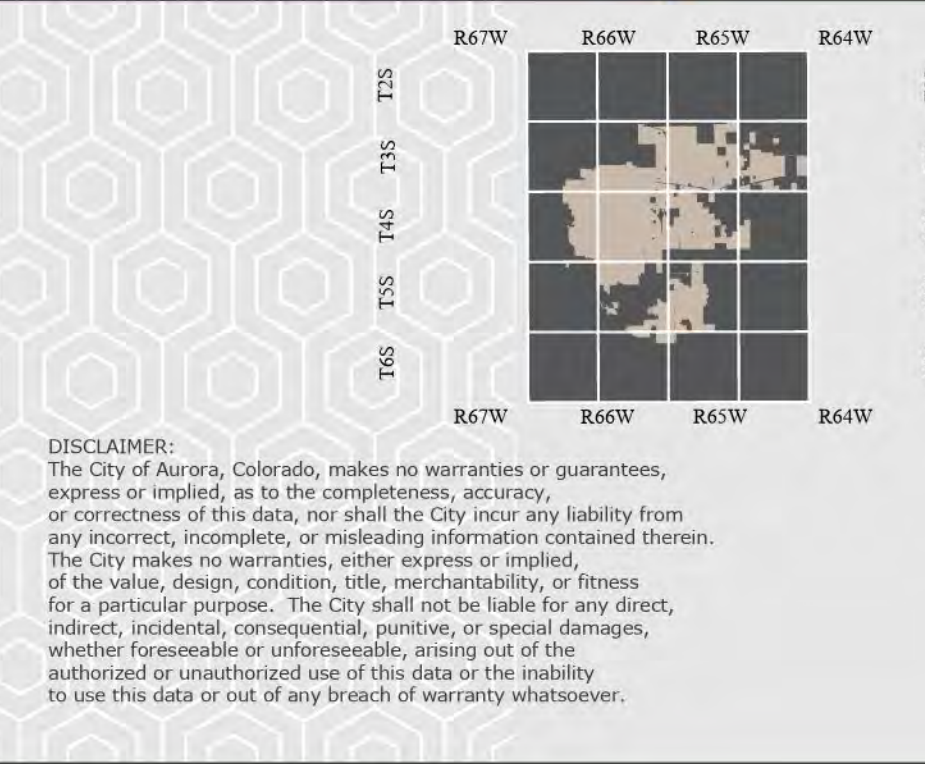 R67W R66W R65W R64W
T2S
T3S
T4S
T5S
T6S
R67W R66W R65W R64W
DISCLAIMER:
The City of Aurora, Colorado, makes no warranties or guarantees,
express or implied, as to the completeness, accuracy,
or correctness of this data, nor shall the City incur any liability from
any incorrect, incomplete, or misleading information contained therein.
The City makes no warranties, either express or implied,
of the value, design, condition, title, merchantability, or fitness
for a particular purpose.  The City shall not be liable for any direct,
indirect, incidental, consequential, punitive, or special damages,
whether foreseeable or unforeseeable, arising out of the
authorized or unauthorized use of this data or the inability
to use this data or out of any breach of warranty whatsoever.